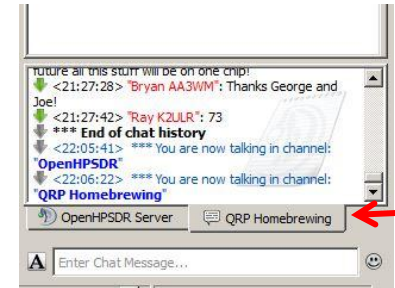 future all this stuff will be on one chip!
<21:27:28> "Bryan AA3WM": Thanks George and
Joe!
<21:27:42> "Ray K2ULR": 73
*** End of chat history
<22:05:41> *** You are now talking in channel:
"OpenHPSDR"
<22:06:22> *** You are now talking in channel:
"QRP Homebrewing"
OpenHPSDR Server
QRP Homebrewing
A
Enter Chat Message...